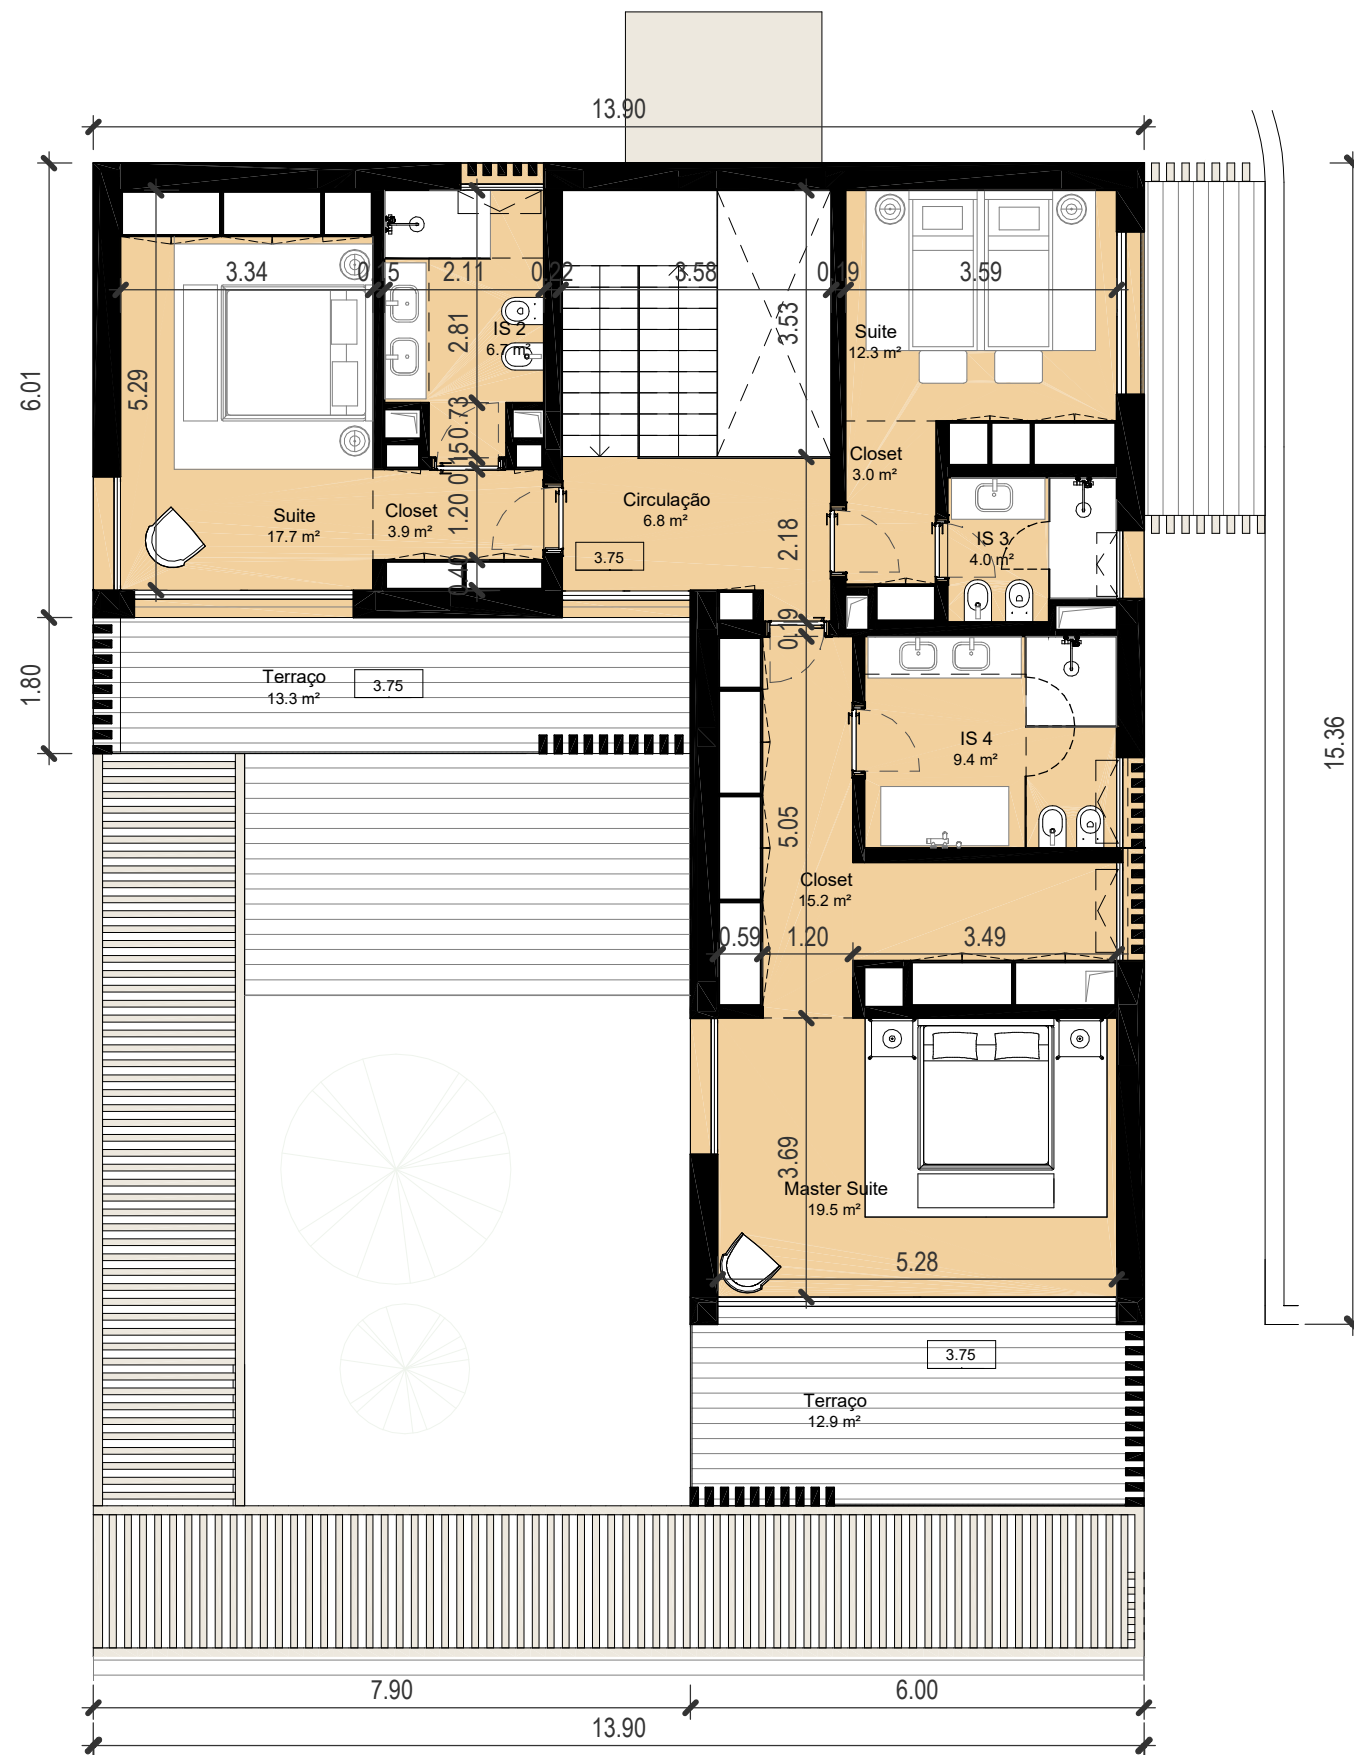 13.90
6.01
1.80
15.36
3.34
0.15
2.11
0.22
3.58
0.19
3.59
5.29
2.81
0.73
0.15
1.20
0.40
3.53
2.18
0.19
IS 2
6.7 m²
Suite
12.3 m²
Closet
3.0 m²
Suite
17.7 m²
Closet
3.9 m²
Circulação
6.8 m²
3.75
IS 3
4.0 m²
Terraço
13.3 m²
3.75
IS 4
9.4 m²
5.05
Closet
15.2 m²
0.59
1.20
3.49
3.69
Master Suite
19.5 m²
5.28
3.75
Terraço
12.9 m²
7.90
6.00
13.90